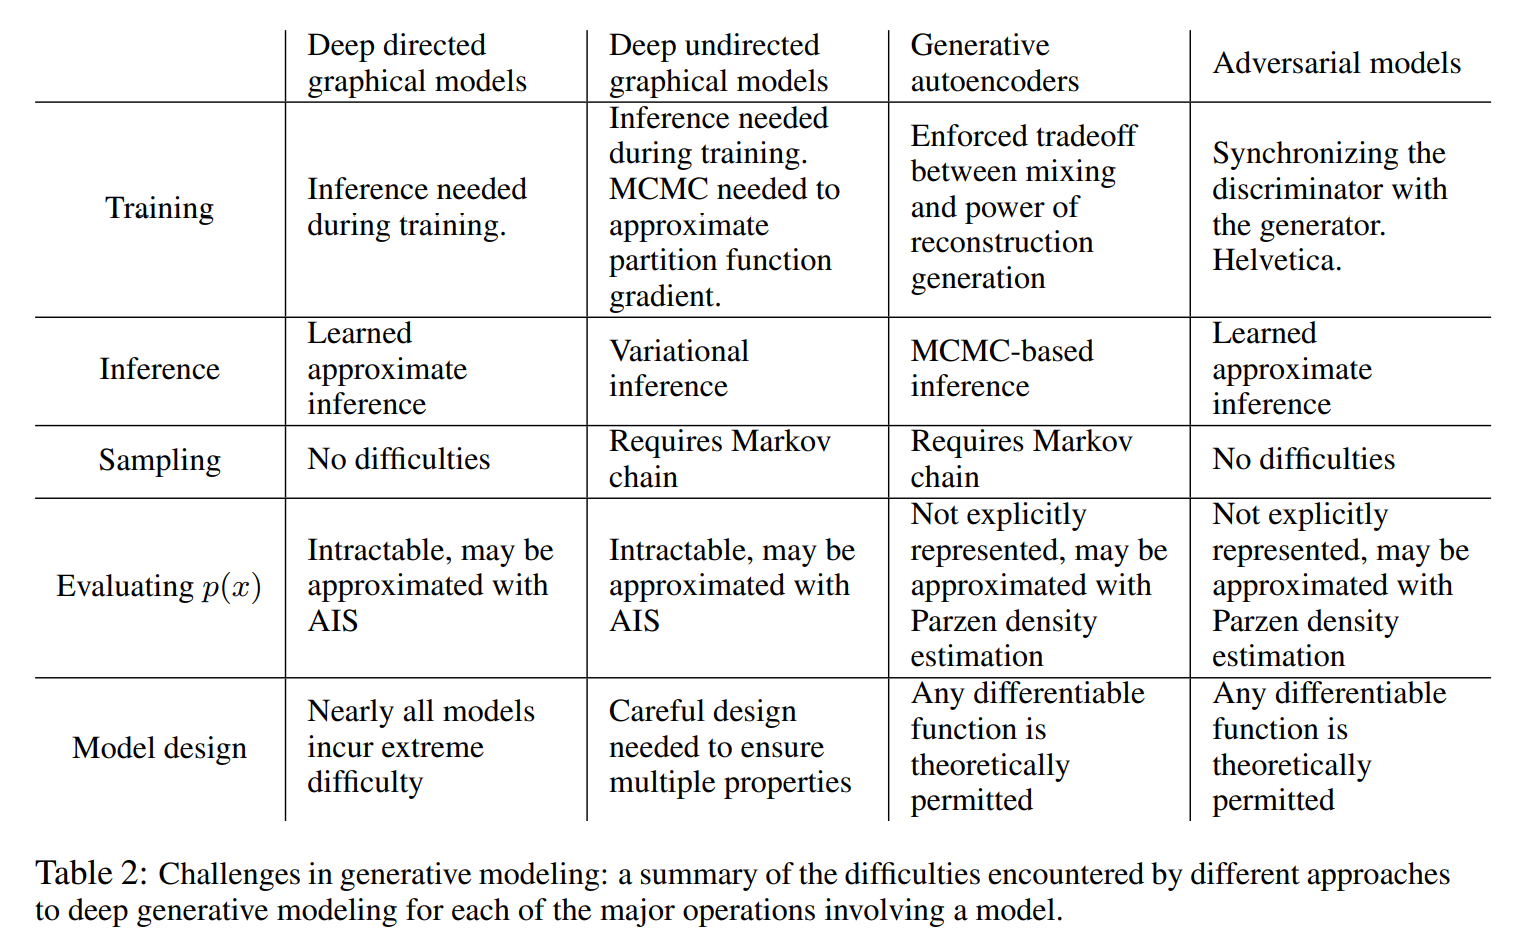 Deep directed
graphical models
Deep undirected
graphical models
Generative
autoencoders
Adversarial models
Training
Inference needed
during training.
Inference needed
during training.
MCMC needed to
approximate
partition function
gradient.
Enforced tradeoff
between mixing
and power of
reconstruction
generation
Synchronizing the
discriminator with
the generator.
Helvetica.
Inference
Learned
approximate
inference
Variational
inference
MCMC-based
inference
Learned
approximate
inference
Sampling
No difficulties
Requires Markov
chain
Requires Markov
chain
No difficulties
Evaluating p(x)
Intractable, may be
approximated with
AIS
Intractable, may be
approximated with
AIS
Not explicitly
represented, may be
approximated with
Parzen density
estimation
Not explicitly
represented, may be
approximated with
Parzen density
estimation
Model design
Nearly all models
incur extreme
difficulty
Careful design
needed to ensure
multiple properties
Any differentiable
function is
theoretically
permitted
Any differentiable
function is
theoretically
permitted
Table 2: Challenges in generative modeling: a summary of the difficulties encountered by different approaches
to deep generative modeling for each of the major operations involving a model.